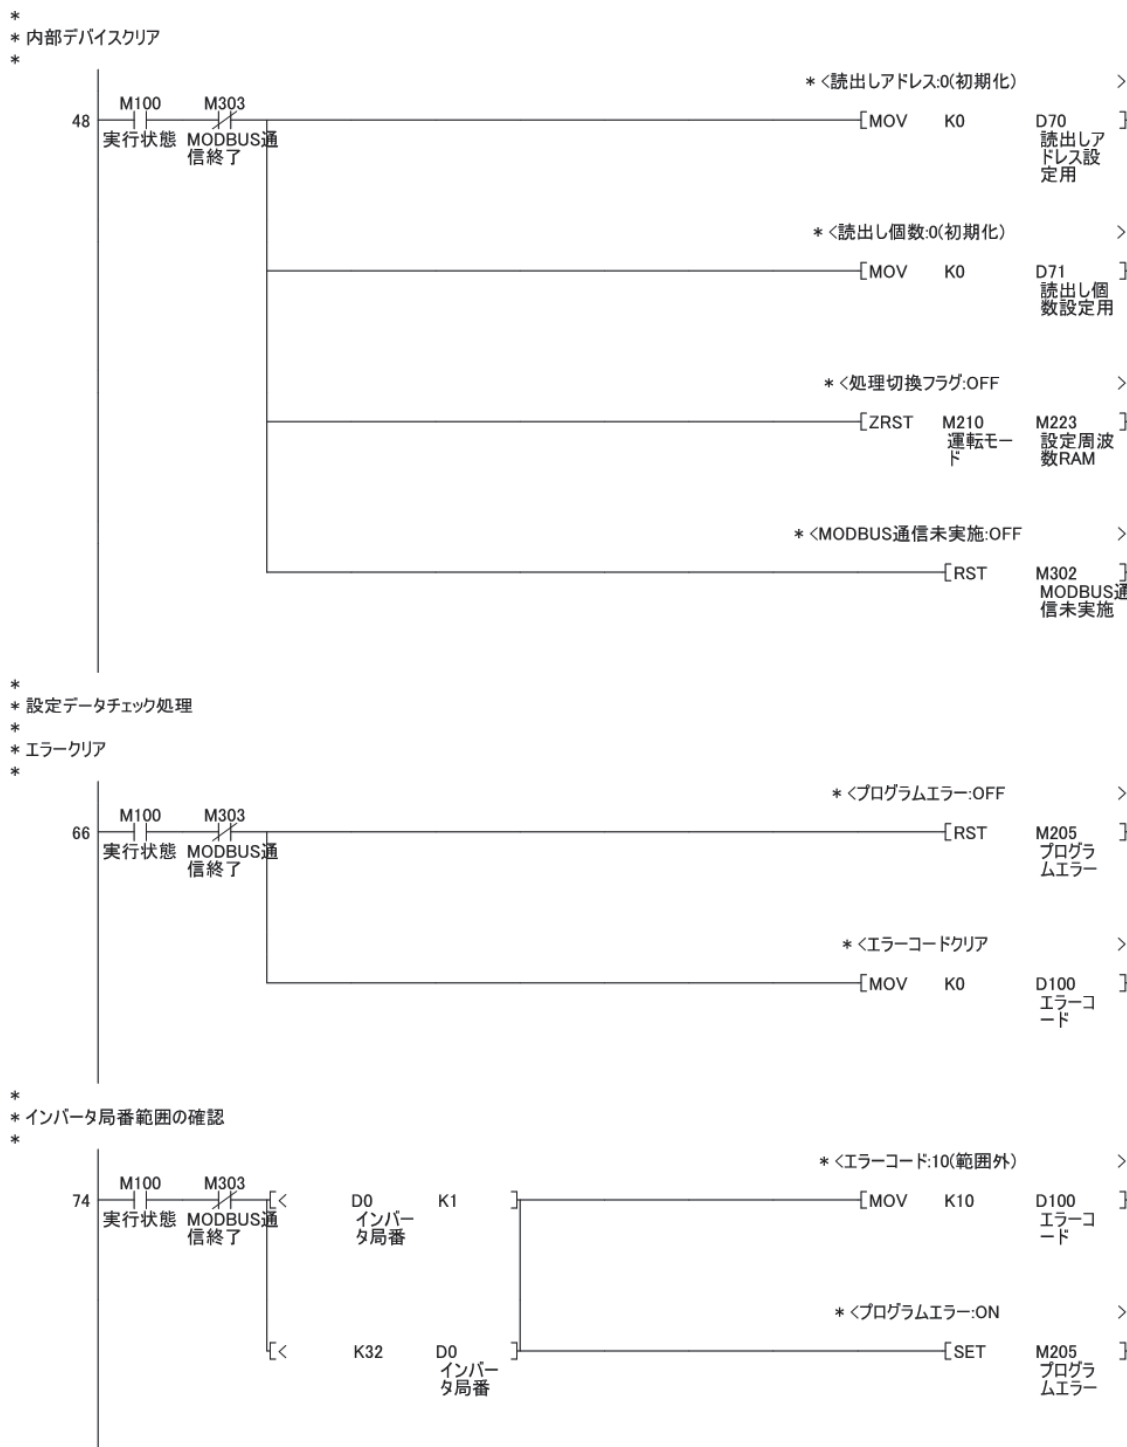 *
* 内部デバイスクリア
*
* <読出しアドレス:0(初期化) >
M100 M303
48 [MOV K0 D70 ]
実行状態 MODBUS通 読出しア
信終了 ドレス設
定用
* <読出し個数:0(初期化) >
[MOV K0 D71 ]
読出し個
数設定用
* <処理切換フラグ:OFF >
[ZRST M210 M223 ]
運転モー 設定周波
ド 数RAM
* <MODBUS通信未実施:OFF >
[RST M302 ]
MODBUS通
信未実施
*
* 設定データチェック処理
*
* エラークリア
*
* <プログラムエラー:OFF >
M100 M303
66 [RST M205 ]
実行状態 MODBUS通 プログラ
信終了 ムエラー
* <エラーコードクリア >
[MOV K0 D100 ]
エラーコ
ード
*
* インバータ局番範囲の確認
*
* <エラーコード:10(範囲外) >
M100 M303
74 [< D0 K1 ] [MOV K10 D100 ]
実行状態 MODBUS通 インバー エラーコ
信終了 タ局番 ード
* <プログラムエラー:ON >
[< K32 D0 ] [SET M205 ]
インバー プログラ
タ局番 ムエラー